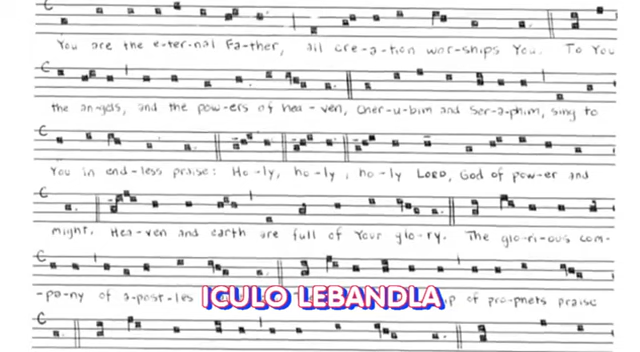 You are the e-ter-nal Fa-ther, all cre-a-tion wor-ships You. To You
the an-gels, and the pow-ers of hea-ven, Cher-u-bim and Ser-a-phim, sing to
You in end-less praise: Ho-ly, ho-ly, ho-ly LORD, God of pow-er and
might. Hea-ven and earth are full of Your glo-ry. The glo-ri-ous com-
-pa-ny of a-post-les of pro-phets praise
ICULO LEBANDLA